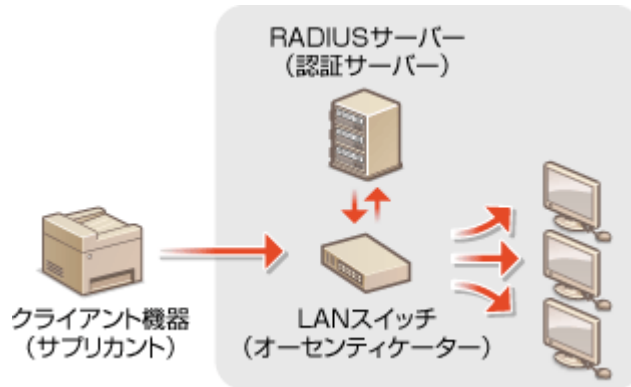 RADIUSサーバー
（認証サーバー）
クライアント機器
（サプリカント）
LANスイッチ
（オーセンティケーター）